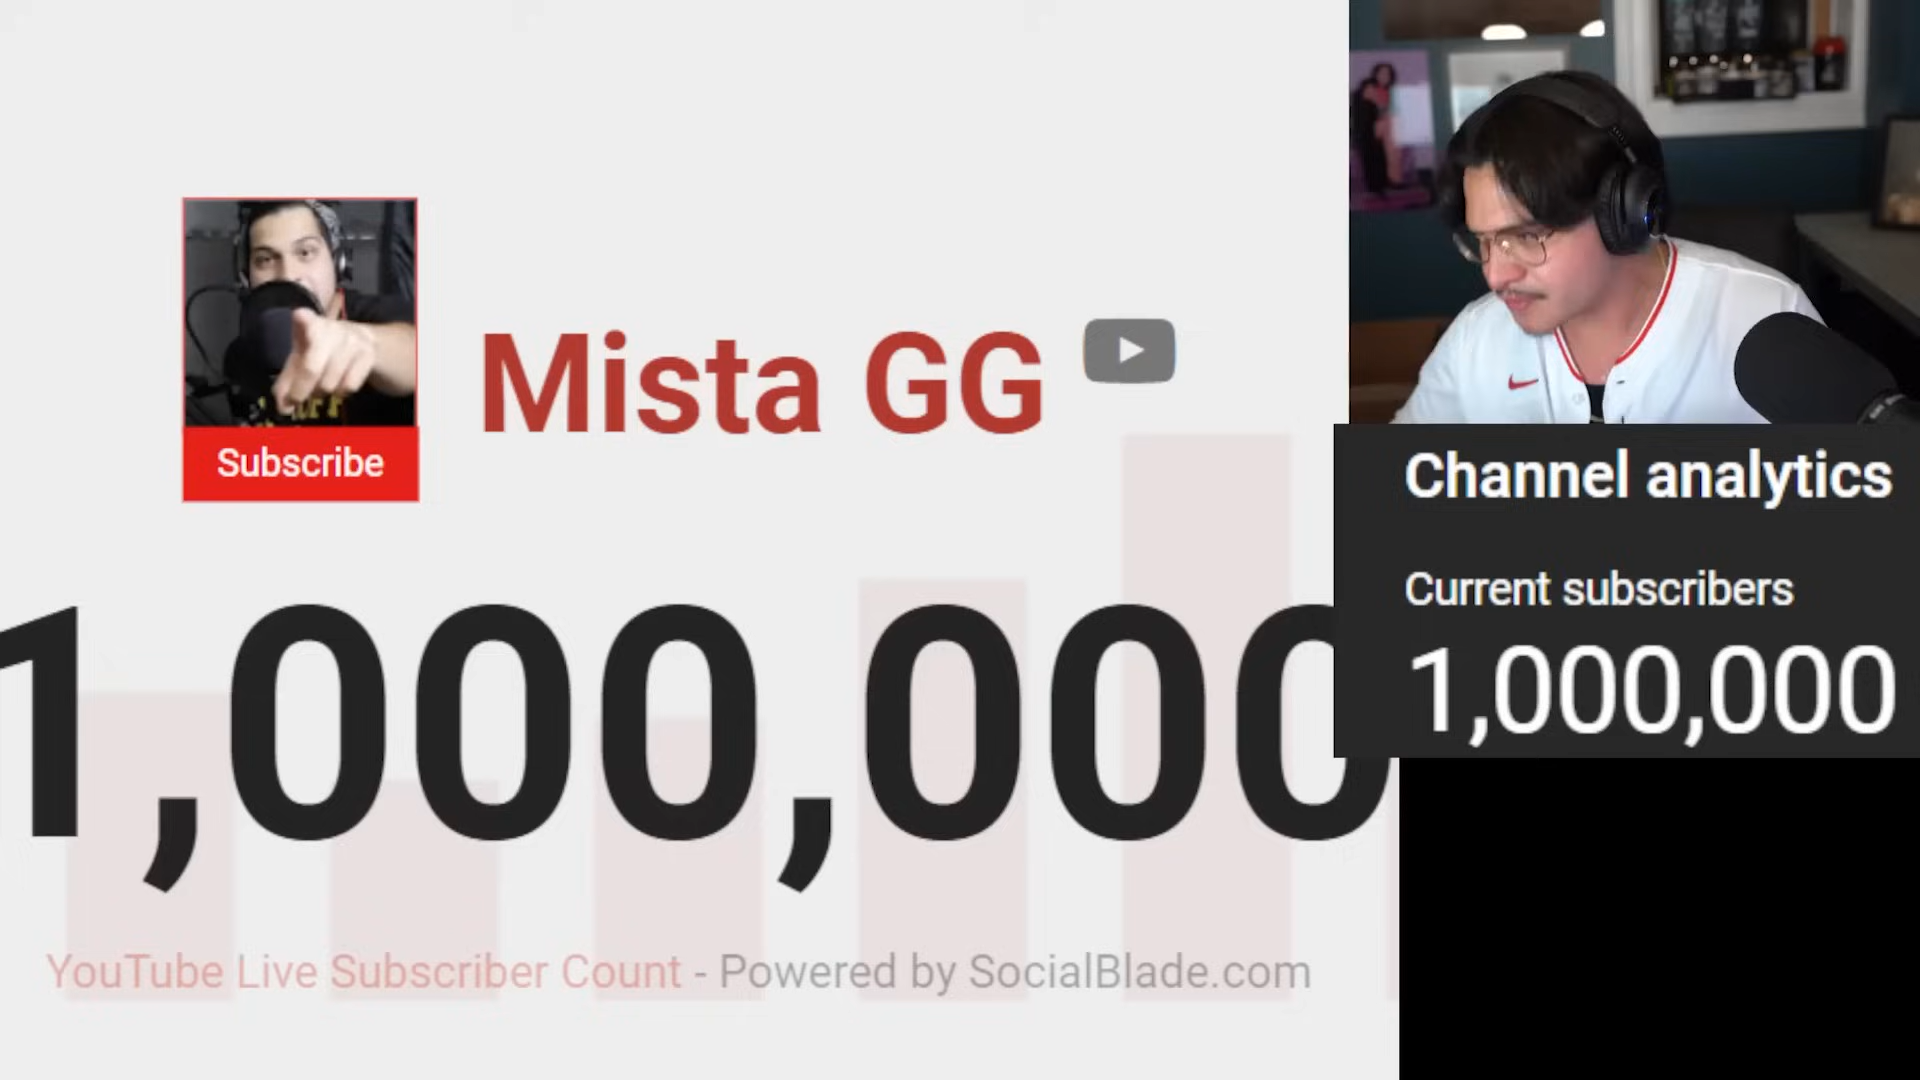 Mista GG
Subscribe
1,000,000
YouTube Live Subscriber Count - Powered by SocialBlade.com
Channel analytics
Current subscribers
1,000,000